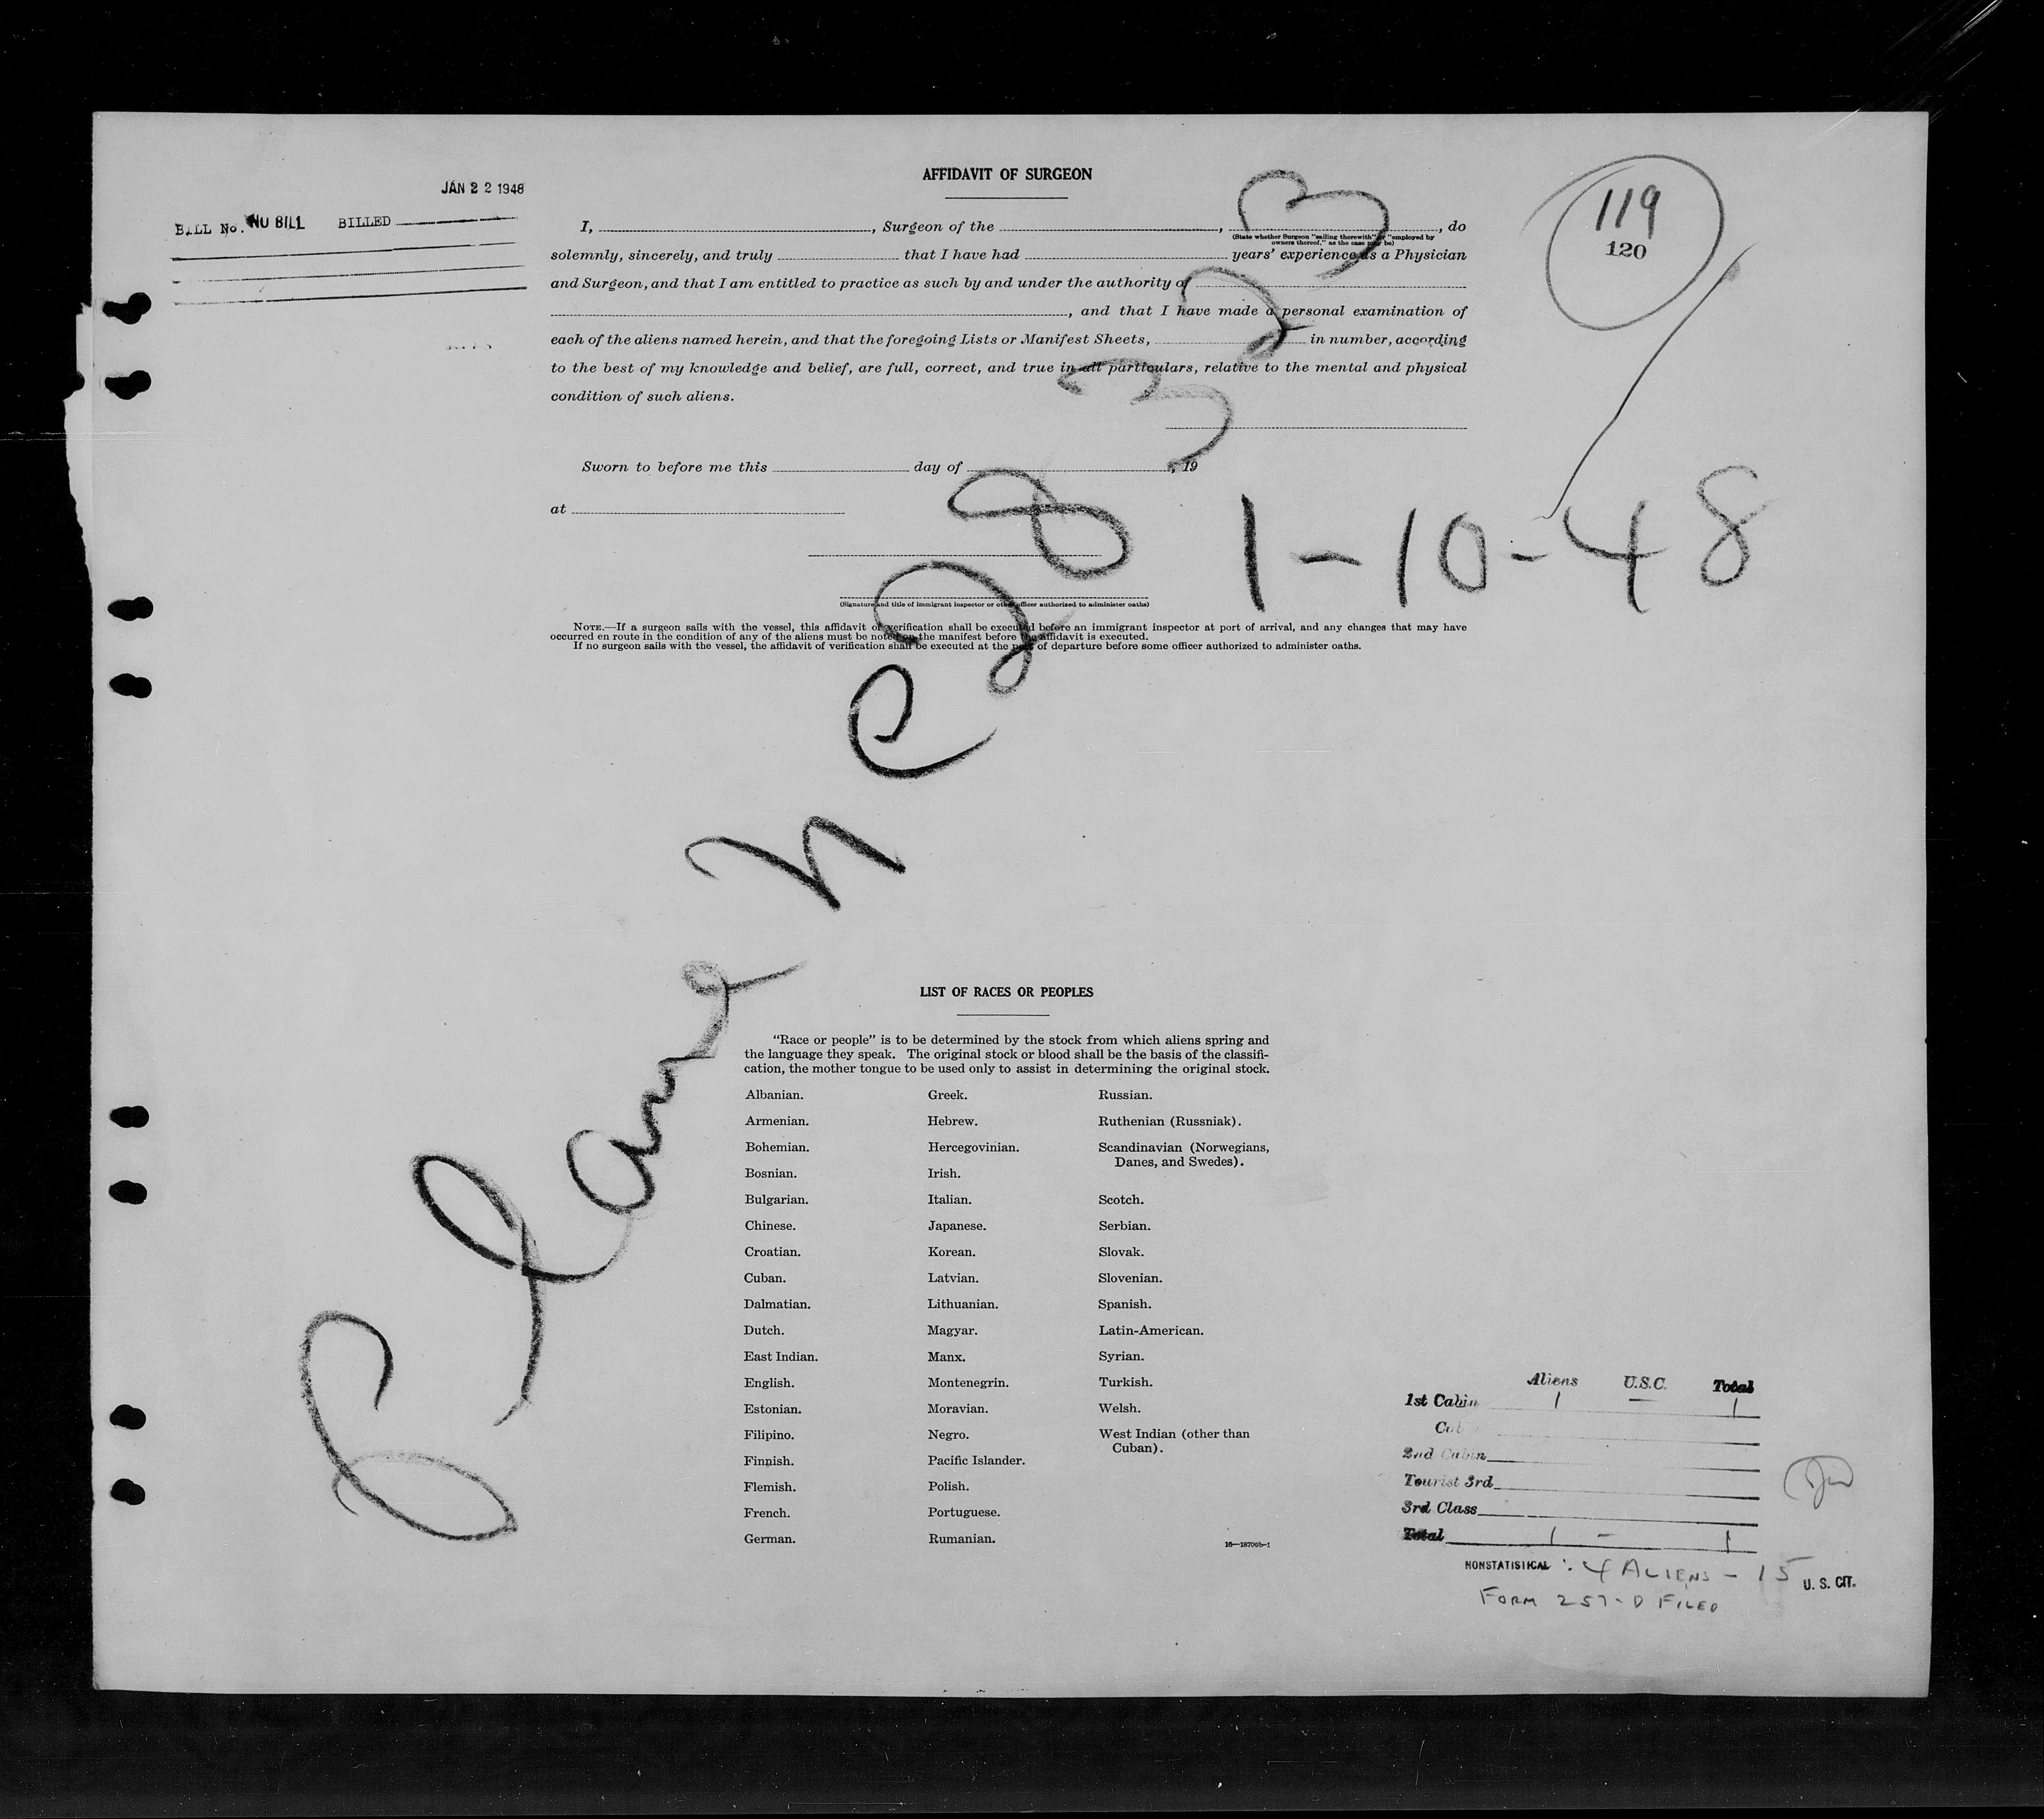 JAN 22 1948
BILL No. NO BILL BILLED
AFFIDAVIT OF SURGEON
119
120
I, , Surgeon of the , , do
(State whether Surgeon "sailing therewith" or "employed by
owners thereof," as the case may be)
solemnly, sincerely, and truly that I have had years' experience as a Physician
and Surgeon, and that I am entitled to practice as such by and under the authority of
, and that I have made a personal examination of
each of the aliens named herein, and that the foregoing Lists or Manifest Sheets, in number, according
to the best of my knowledge and belief, are full, correct, and true in all particulars, relative to the mental and physical
condition of such aliens.
Sworn to before me this day of , 19
at
1-10-48
(Signature and title of immigrant inspector or other officer authorized to administer oaths)
NOTE.—If a surgeon sails with the vessel, this affidavit of verification shall be executed before an immigrant inspector at port of arrival, and any changes that may have
occurred en route in the condition of any of the aliens must be noted on the manifest before the affidavit is executed.
If no surgeon sails with the vessel, the affidavit of verification shall be executed at the port of departure before some officer authorized to administer oaths.
Plane NC
LIST OF RACES OR PEOPLES
"Race or people" is to be determined by the stock from which aliens spring and
the language they speak. The original stock or blood shall be the basis of the classifi-
cation, the mother tongue to be used only to assist in determining the original stock.
Albanian.
Armenian.
Bohemian.
Bosnian.
Bulgarian.
Chinese.
Croatian.
Cuban.
Dalmatian.
Dutch.
East Indian.
English.
Estonian.
Filipino.
Finnish.
Flemish.
French.
German.
Greek.
Hebrew.
Hercegovinian.
Irish.
Italian.
Japanese.
Korean.
Latvian.
Lithuanian.
Magyar.
Manx.
Montenegrin.
Moravian.
Negro.
Pacific Islander.
Polish.
Portuguese.
Rumanian.
Russian.
Ruthenian (Russniak).
Scandinavian (Norwegians,
Danes, and Swedes).
Scotch.
Serbian.
Slovak.
Slovenian.
Spanish.
Latin-American.
Syrian.
Turkish.
Welsh.
West Indian (other than
Cuban).
Aliens U.S.C. Total
1st Cabin 1 — 1
2nd Cabin
Tourist 3rd
3rd Class
Total 1 – 1
NONSTATISTICAL : 4 ALIENS – 15 U. S. CIT.
FORM 257-D FILED